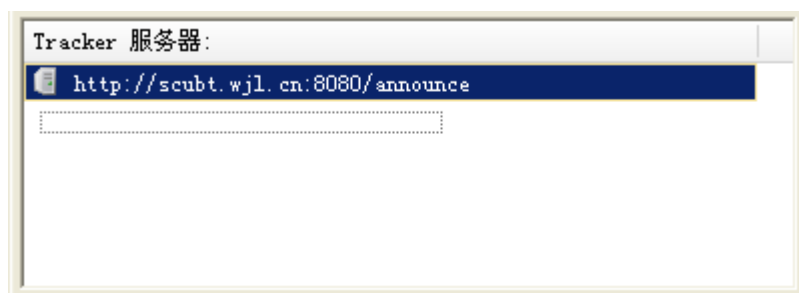 Tracker 服务器:
http://scubt.wjl.cn:8080/announce